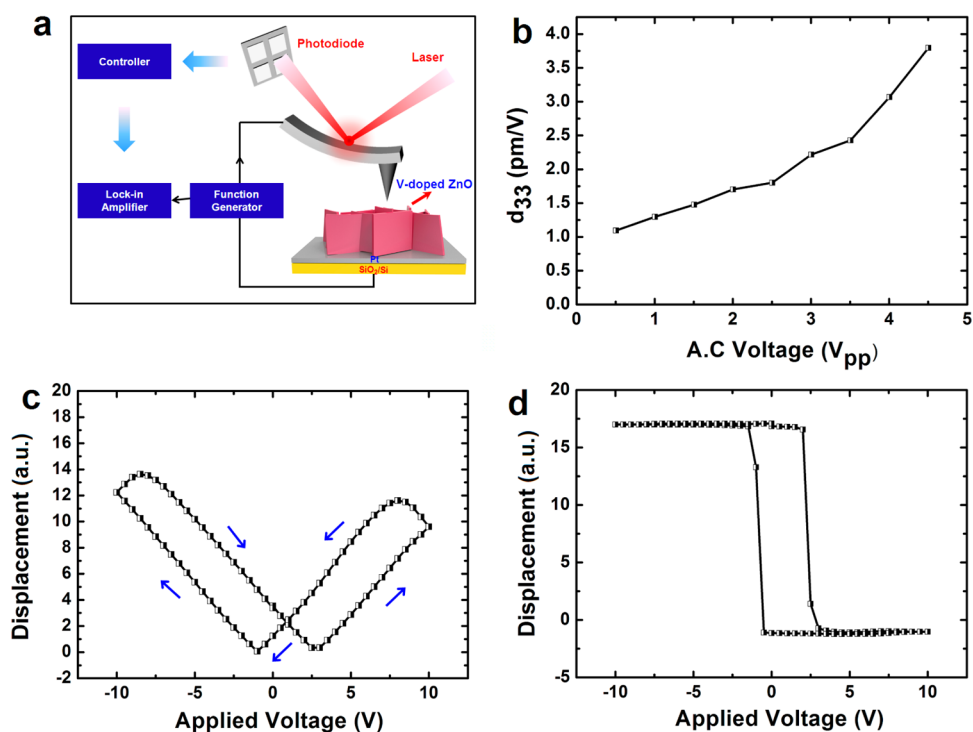 a
Photodiode
Laser
Controller
Lock-in
Amplifier
Function
Generator
V-doped ZnO
Pt
SiO2/Si
b
d33 (pm/V)
4.0
3.5
3.0
2.5
2.0
1.5
1.0
0.5
0.0
0 1 2 3 4 5
A.C Voltage (Vpp)
c
Displacement (a.u.)
20
18
16
14
12
10
8
6
4
2
0
-2
-10 -5 0 5 10
Applied Voltage (V)
d
Displacement (a.u.)
20
15
10
5
0
-5
-10 -5 0 5 10
Applied Voltage (V)